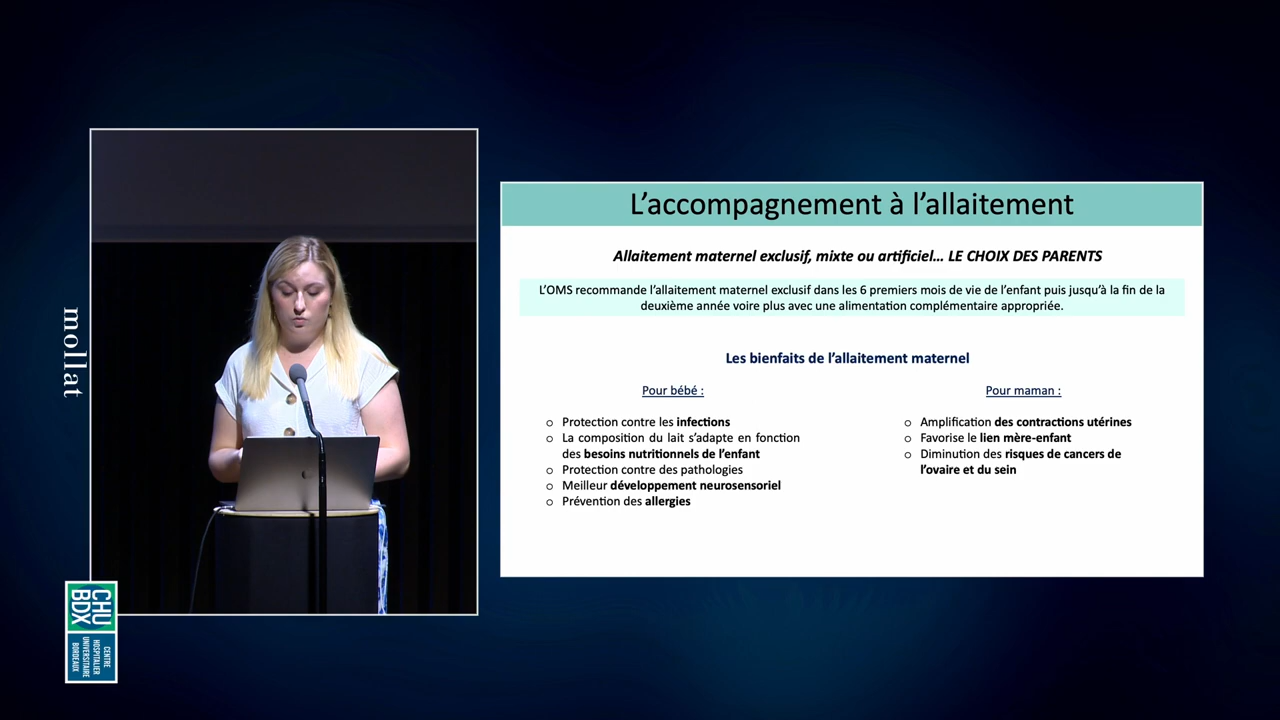 mollat
CHU
BDX
CENTRE
HOSPITALIER
UNIVERSITAIRE
BORDEAUX
L'accompagnement à l'allaitement
Allaitement maternel exclusif, mixte ou artificiel... LE CHOIX DES PARENTS
L'OMS recommande l'allaitement maternel exclusif dans les 6 premiers mois de vie de l'enfant puis jusqu'à la fin de la
deuxième année voire plus avec une alimentation complémentaire appropriée.
Les bienfaits de l'allaitement maternel
Pour bébé :
o Protection contre les infections
o La composition du lait s'adapte en fonction
des besoins nutritionnels de l'enfant
o Protection contre des pathologies
o Meilleur développement neurosensoriel
o Prévention des allergies
Pour maman :
o Amplification des contractions utérines
o Favorise le lien mère-enfant
o Diminution des risques de cancers de
l'ovaire et du sein